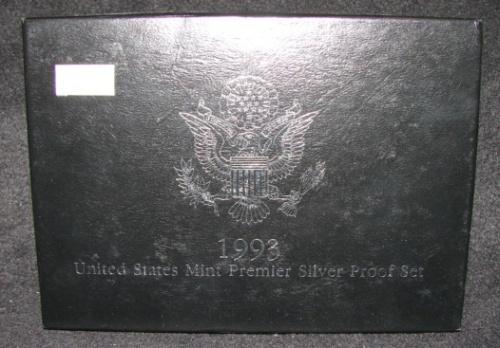 1993
United States Mint Premier Silver Proof Set